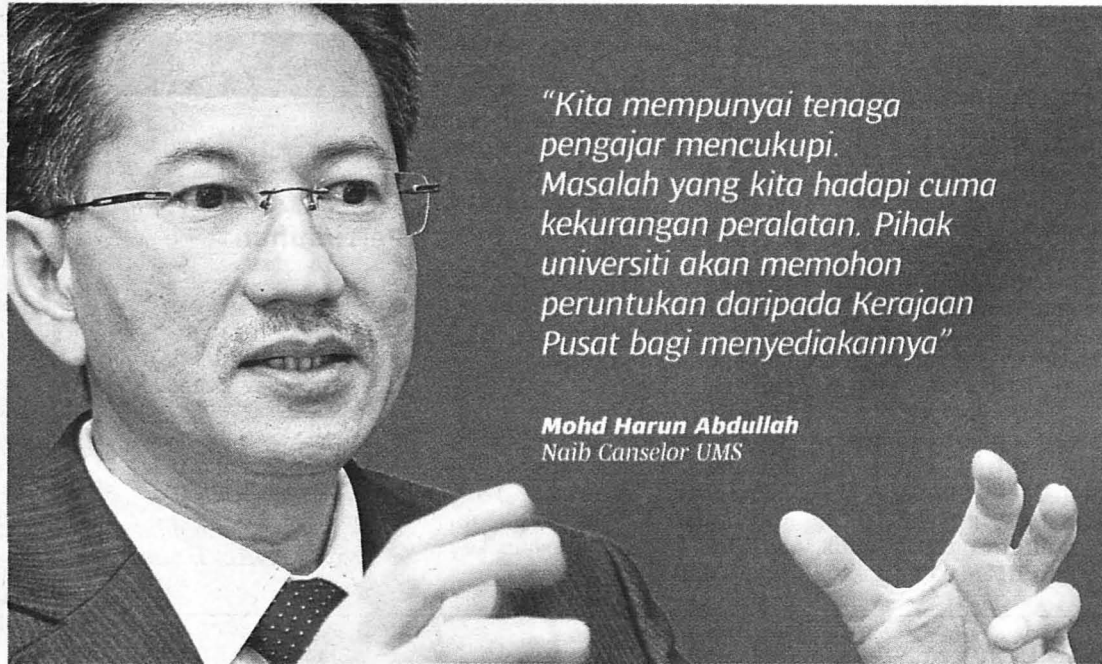 “Kita mempunyai tenaga
pengajar mencukupi.
Masalah yang kita hadapi cuma
kekurangan peralatan. Pihak
universiti akan memohon
peruntukan daripada Kerajaan
Pusat bagi menyediakannya”
Mohd Harun Abdullah
Naib Canselor UMS